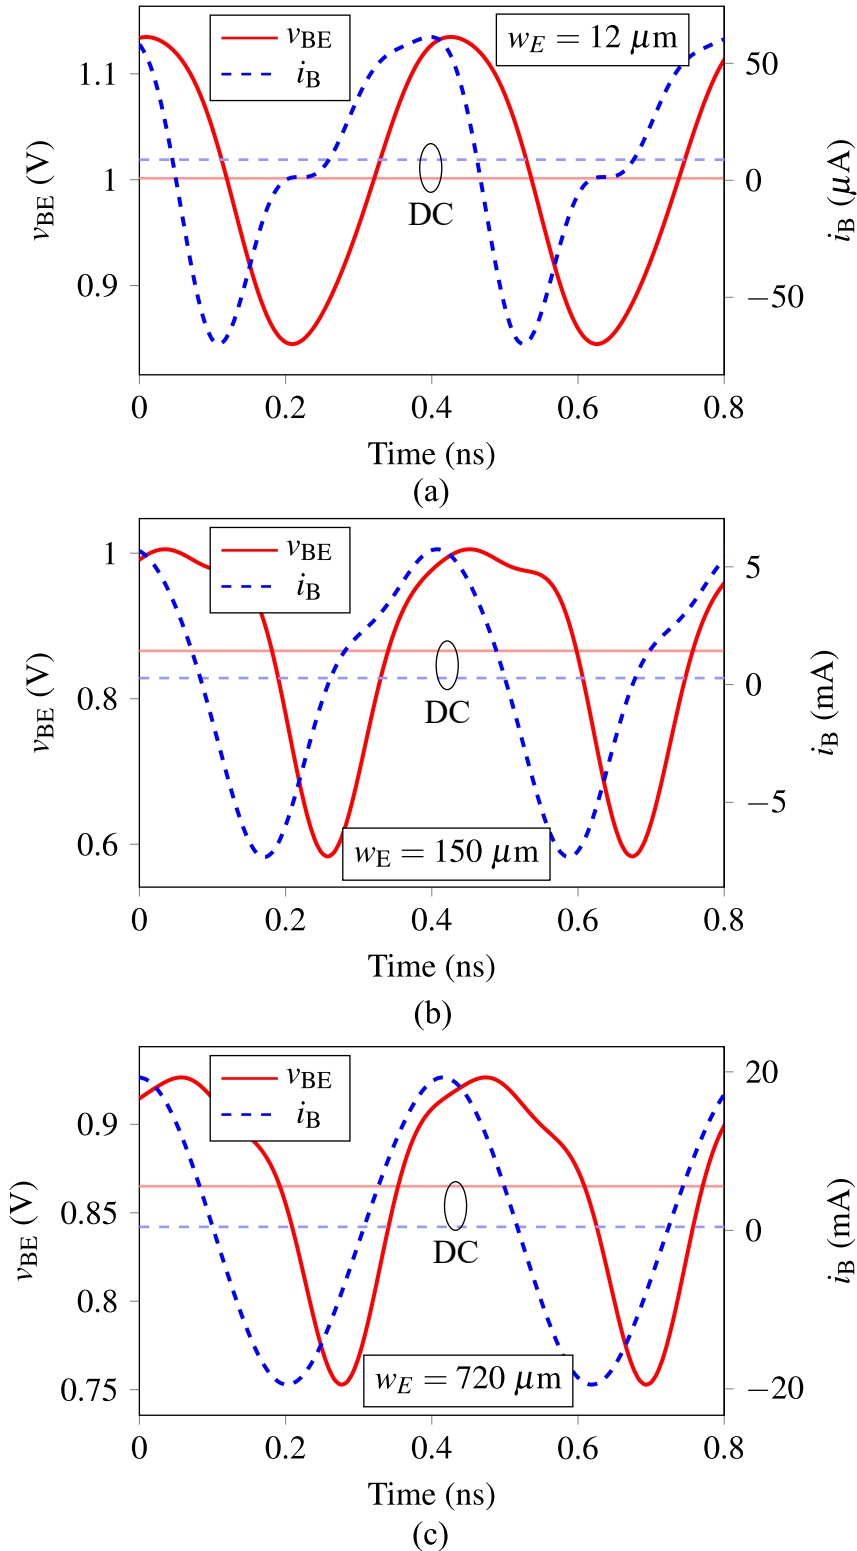 v_BE
i_B
w_E = 12 μm
1.1
1
0.9
50
0
−50
DC
v_BE (V)
i_B (μA)
0 0.2 0.4 0.6 0.8
Time (ns)
(a)
v_BE
i_B
1
0.8
0.6
5
0
−5
DC
v_BE (V)
i_B (mA)
w_E = 150 μm
0 0.2 0.4 0.6 0.8
Time (ns)
(b)
v_BE
i_B
0.9
0.85
0.8
0.75
20
0
−20
DC
v_BE (V)
i_B (mA)
w_E = 720 μm
0 0.2 0.4 0.6 0.8
Time (ns)
(c)